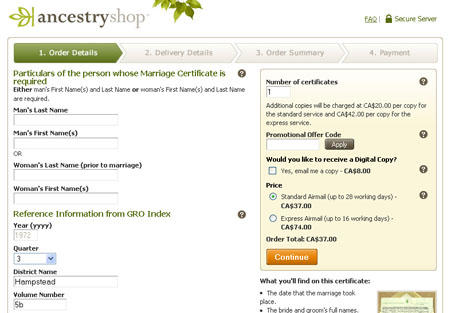 ancestryshop
FAQ | Secure Server
1. Order Details
2. Delivery Details
3. Order Summary
4. Payment
Particulars of the person whose Marriage Certificate is
required
Either man's First Name(s) and Last Name or woman's First Name(s) and Last Name
are required.
Man's Last Name
Man's First Name(s)
OR
Woman's Last Name (prior to marriage)
Woman's First Name(s)
Reference Information from GRO Index
Year (yyyy)
1972
Quarter
3
District Name
Hampstead
Volume Number
5b
Number of certificates
1
Additional copies will be charged at CA$20.00 per copy for
the standard service and CA$42.00 per copy for the
express service.
Promotional Offer Code
Apply
Would you like to receive a Digital Copy?
Yes, email me a copy - CA$8.00
Price
Standard Airmail (up to 28 working days) -
CA$37.00
Express Airmail (up to 16 working days) -
CA$74.00
Order Total: CA$37.00
Continue
What you'll find on this certificate:
• The date that the marriage took
place.
• The bride and groom's full names.